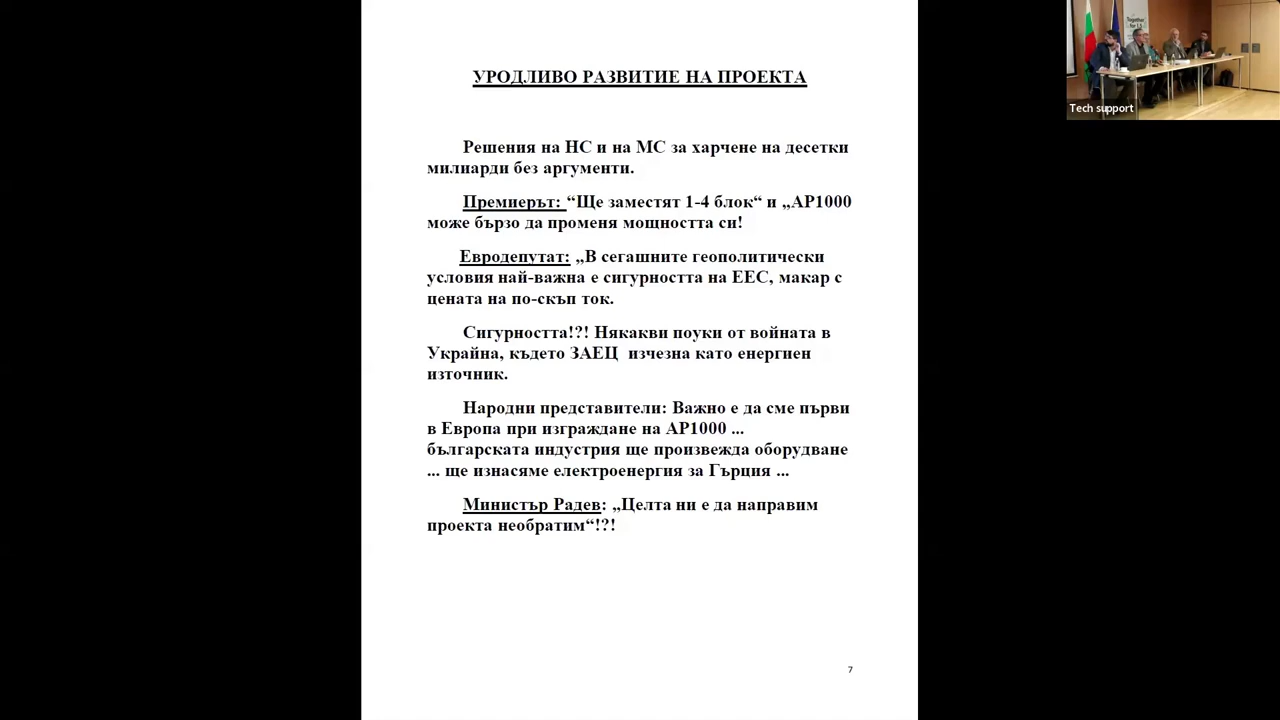 УРОДЛИВО РАЗВИТИЕ НА ПРОЕКТА
Решения на НС и на МС за харчене на десетки
милиарди без аргументи.
Премиерът: “Ще заместят 1-4 блок“ и „АР1000
може бързо да променя мощността си!
Евродепутат: „В сегашните геополитически
условия най-важна е сигурността на ЕЕС, макар с
цената на по-скъп ток.
Сигурността!?! Някакви поуки от войната в
Украйна, където ЗАЕЦ изчезна като енергиен
източник.
Народни представители: Важно е да сме първи
в Европа при изграждане на АР1000 ...
българската индустрия ще произвежда оборудване
... ще изнасяме електроенергия за Гърция ...
Министър Радев: „Целта ни е да направим
проекта необратим“!?!
7
Together
for 1.5
Tech support